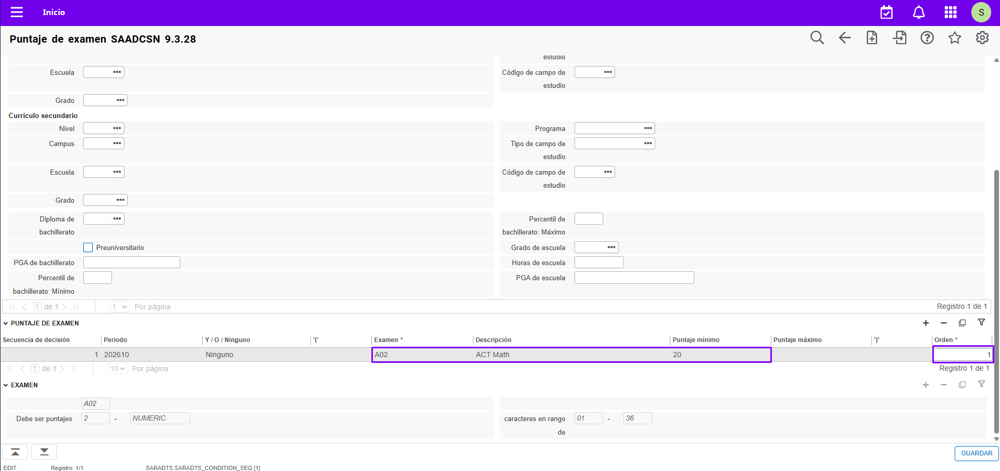 Inicio
S
Puntaje de examen SAADCSN 9.3.28
estudio
Escuela
Código de campo de
estudio
Grado
Currículo secundario
Nivel
Programa
Campus
Tipo de campo de
estudio
Escuela
Código de campo de
estudio
Grado
Diploma de
bachillerato
Percentil de
bachillerato: Máximo
Preuniversitario
Grado de escuela
PGA de bachillerato
Horas de escuela
Percentil de
bachillerato: Mínimo
PGA de escuela
1 de 1 1 Por página Registro 1 de 1
PUNTAJE DE EXAMEN
Secuencia de decisión Periodo Y / O / Ninguno '(' Examen * Descripción Puntaje mínimo Puntaje máximo ')' Orden *
1 202610 Ninguno A02 ACT Math 20 1
1 de 1 10 Por página Registro 1 de 1
EXAMEN
A02
Debe ser puntajes 2 - NUMERIC
caracteres en rango
de
01 - 36
GUARDAR
EDIT Registro: 1/1 SARADTS.SARADTS_CONDITION_SEQ [1]